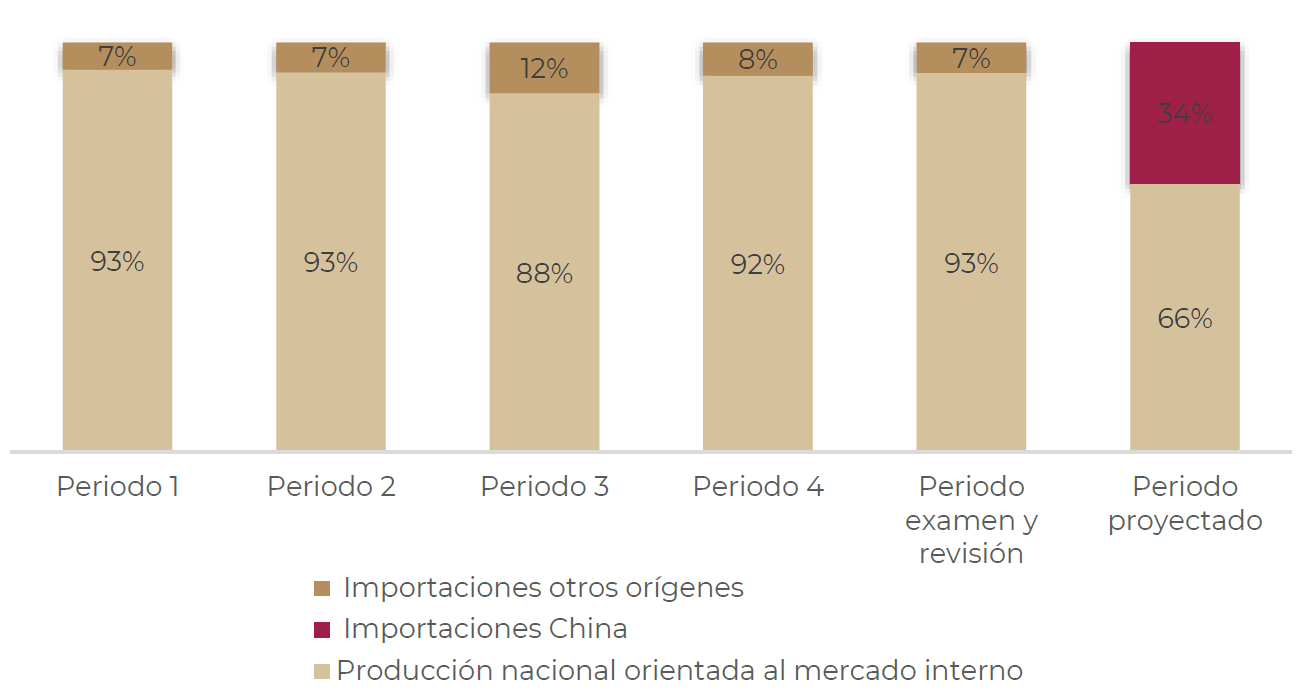 7%
7%
12%
8%
7%
34%
93%
93%
88%
92%
93%
66%
Periodo 1
Periodo 2
Periodo 3
Periodo 4
Periodo
examen y
revisión
Periodo
proyectado
Importaciones otros orígenes
Importaciones China
Producción nacional orientada al mercado interno